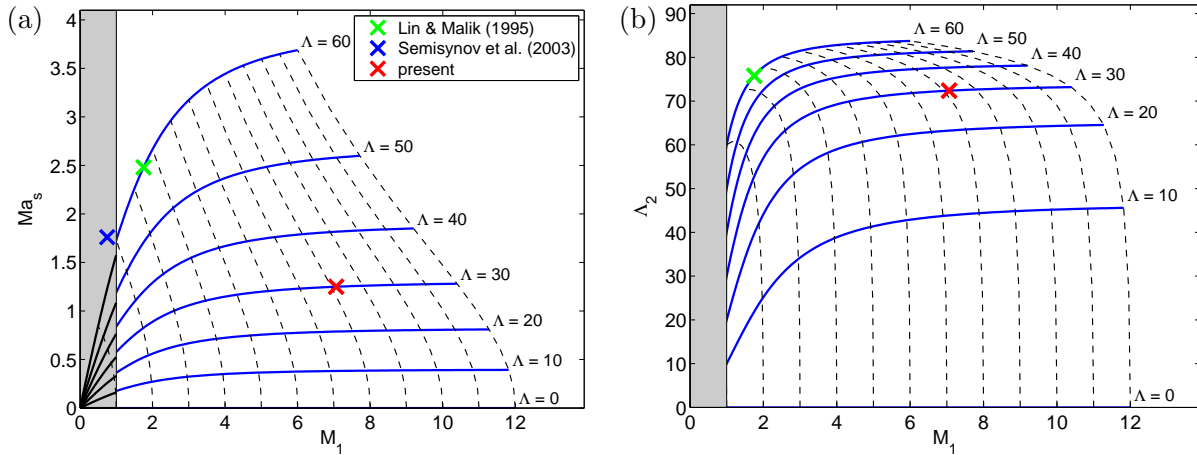 (a)
4
3.5
3
2.5
2
1.5
1
0.5
0
Ma_s
0 2 4 6 8 10 12
M_1
Lin & Malik (1995)
Semisynov et al. (2003)
present
Λ = 60
Λ = 50
Λ = 40
Λ = 30
Λ = 20
Λ = 10
Λ = 0
(b)
90
80
70
60
50
40
30
20
10
0
Λ_2
0 2 4 6 8 10 12
M_1
Λ = 60
Λ = 50
Λ = 40
Λ = 30
Λ = 20
Λ = 10
Λ = 0